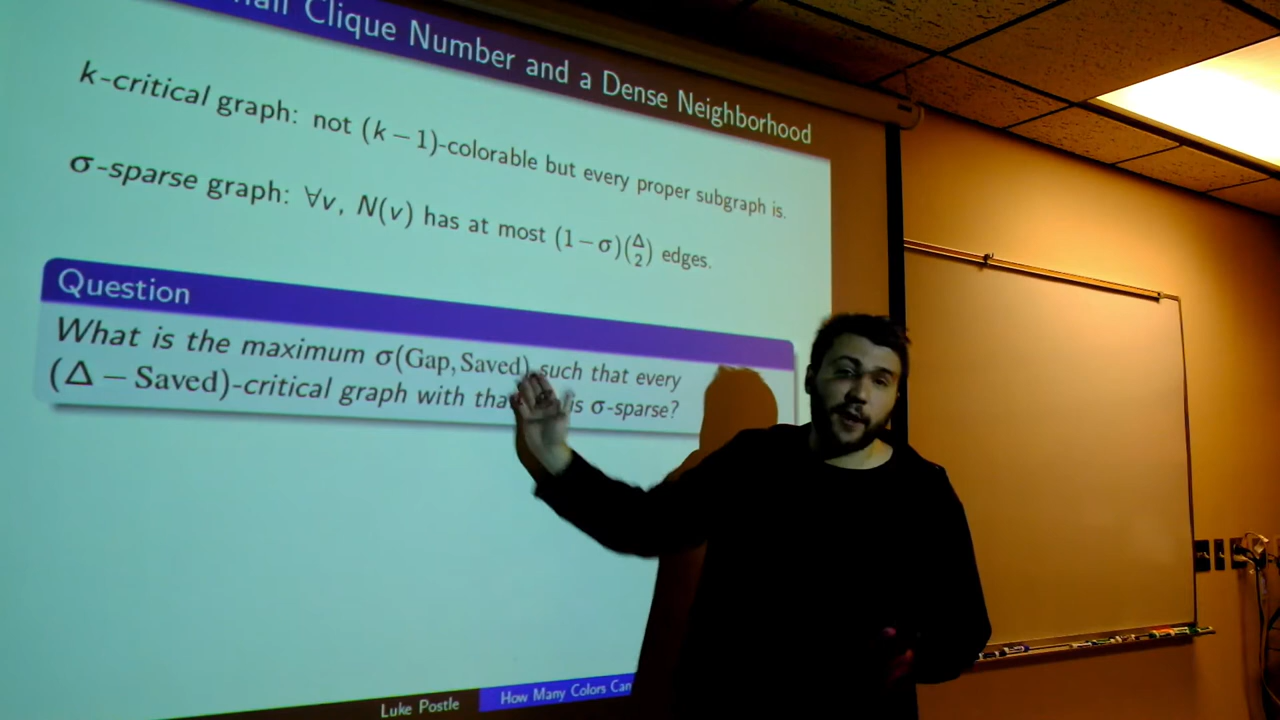 Clique Number and a Dense Neighborhood
k-critical graph: not (k − 1)-colorable but every proper subgraph is.
σ-sparse graph: ∀v, N(v) has at most (1−σ)(Δ 2) edges.
Question
What is the maximum σ(Gap, Saved) such that every
(Δ − Saved)-critical graph with is σ-sparse?
Luke Postle
How Many Colors Can